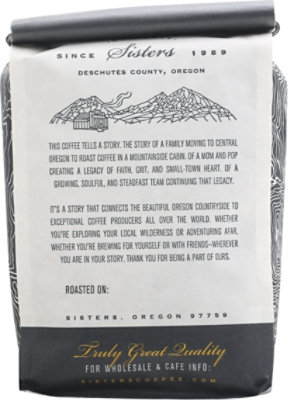 SINCE Sisters 1989
DESCHUTES COUNTY, OREGON
THIS COFFEE TELLS A STORY. THE STORY OF A FAMILY MOVING TO CENTRAL
OREGON TO ROAST COFFEE IN A MOUNTAINSIDE CABIN. OF A MOM AND POP
CREATING A LEGACY OF FAITH, GRIT, AND SMALL-TOWN HEART. OF A
GROWING, SOULFUL, AND STEADFAST TEAM CONTINUING THAT LEGACY.
IT'S A STORY THAT CONNECTS THE BEAUTIFUL OREGON COUNTRYSIDE TO
EXCEPTIONAL COFFEE PRODUCERS ALL OVER THE WORLD. WHETHER
YOU'RE EXPLORING YOUR LOCAL WILDERNESS OR ADVENTURING AFAR,
WHETHER YOU'RE BREWING FOR YOURSELF OR WITH FRIENDS–WHEREVER
YOU ARE IN YOUR STORY, THANK YOU FOR BEING A PART OF OURS.
ROASTED ON:
SISTERS, OREGON 97759
Truly Great Quality
FOR WHOLESALE & CAFE INFO:
SISTERSCOFFEE.COM